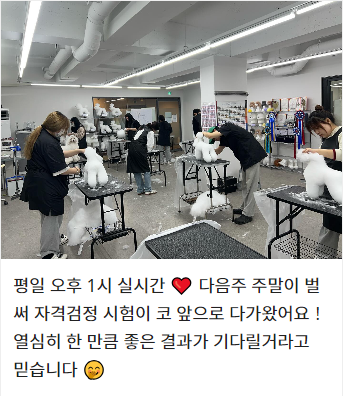 평일 오후 1시 실시간 ❤️ 다음주 주말이 벌
써 자격검정 시험이 코 앞으로 다가왔어요 !
열심히 한 만큼 좋은 결과가 기다릴거라고
믿습니다 🤭